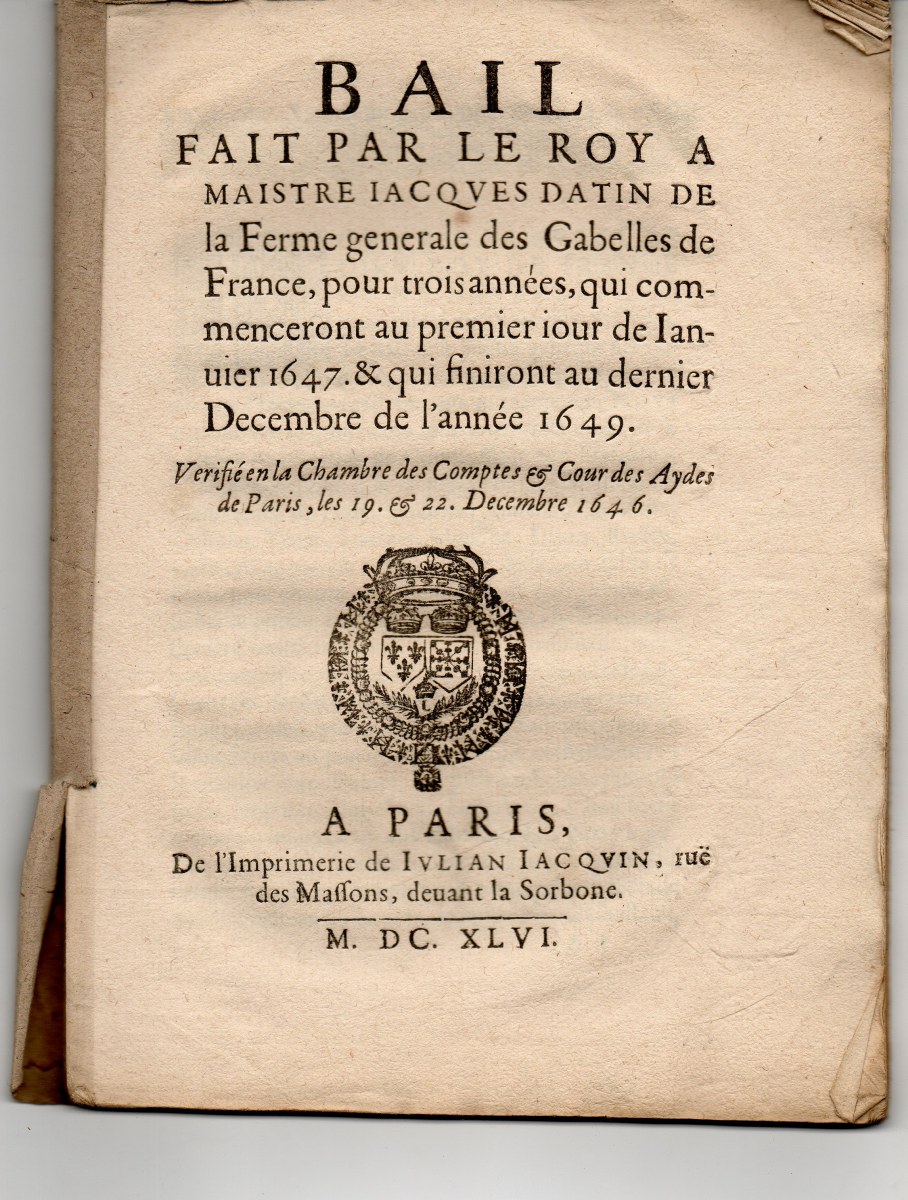 BAIL
FAIT PAR LE ROY A
MAISTRE IACQVES DATIN DE
la Ferme generale des Gabelles de
France, pour trois années, qui com-
menceront au premier iour de Ian-
uier 1647. & qui finiront au dernier
Decembre de l'année 1649.
Verifié en la Chambre des Comptes & Cour des Aydes
de Paris, les 19. & 22. Decembre 1646.
L
A PARIS,
De l'Imprimerie de IVLIAN IACQVIN, ruë
des Maſſons, deuant la Sorbone.
M. DC. XLVI.